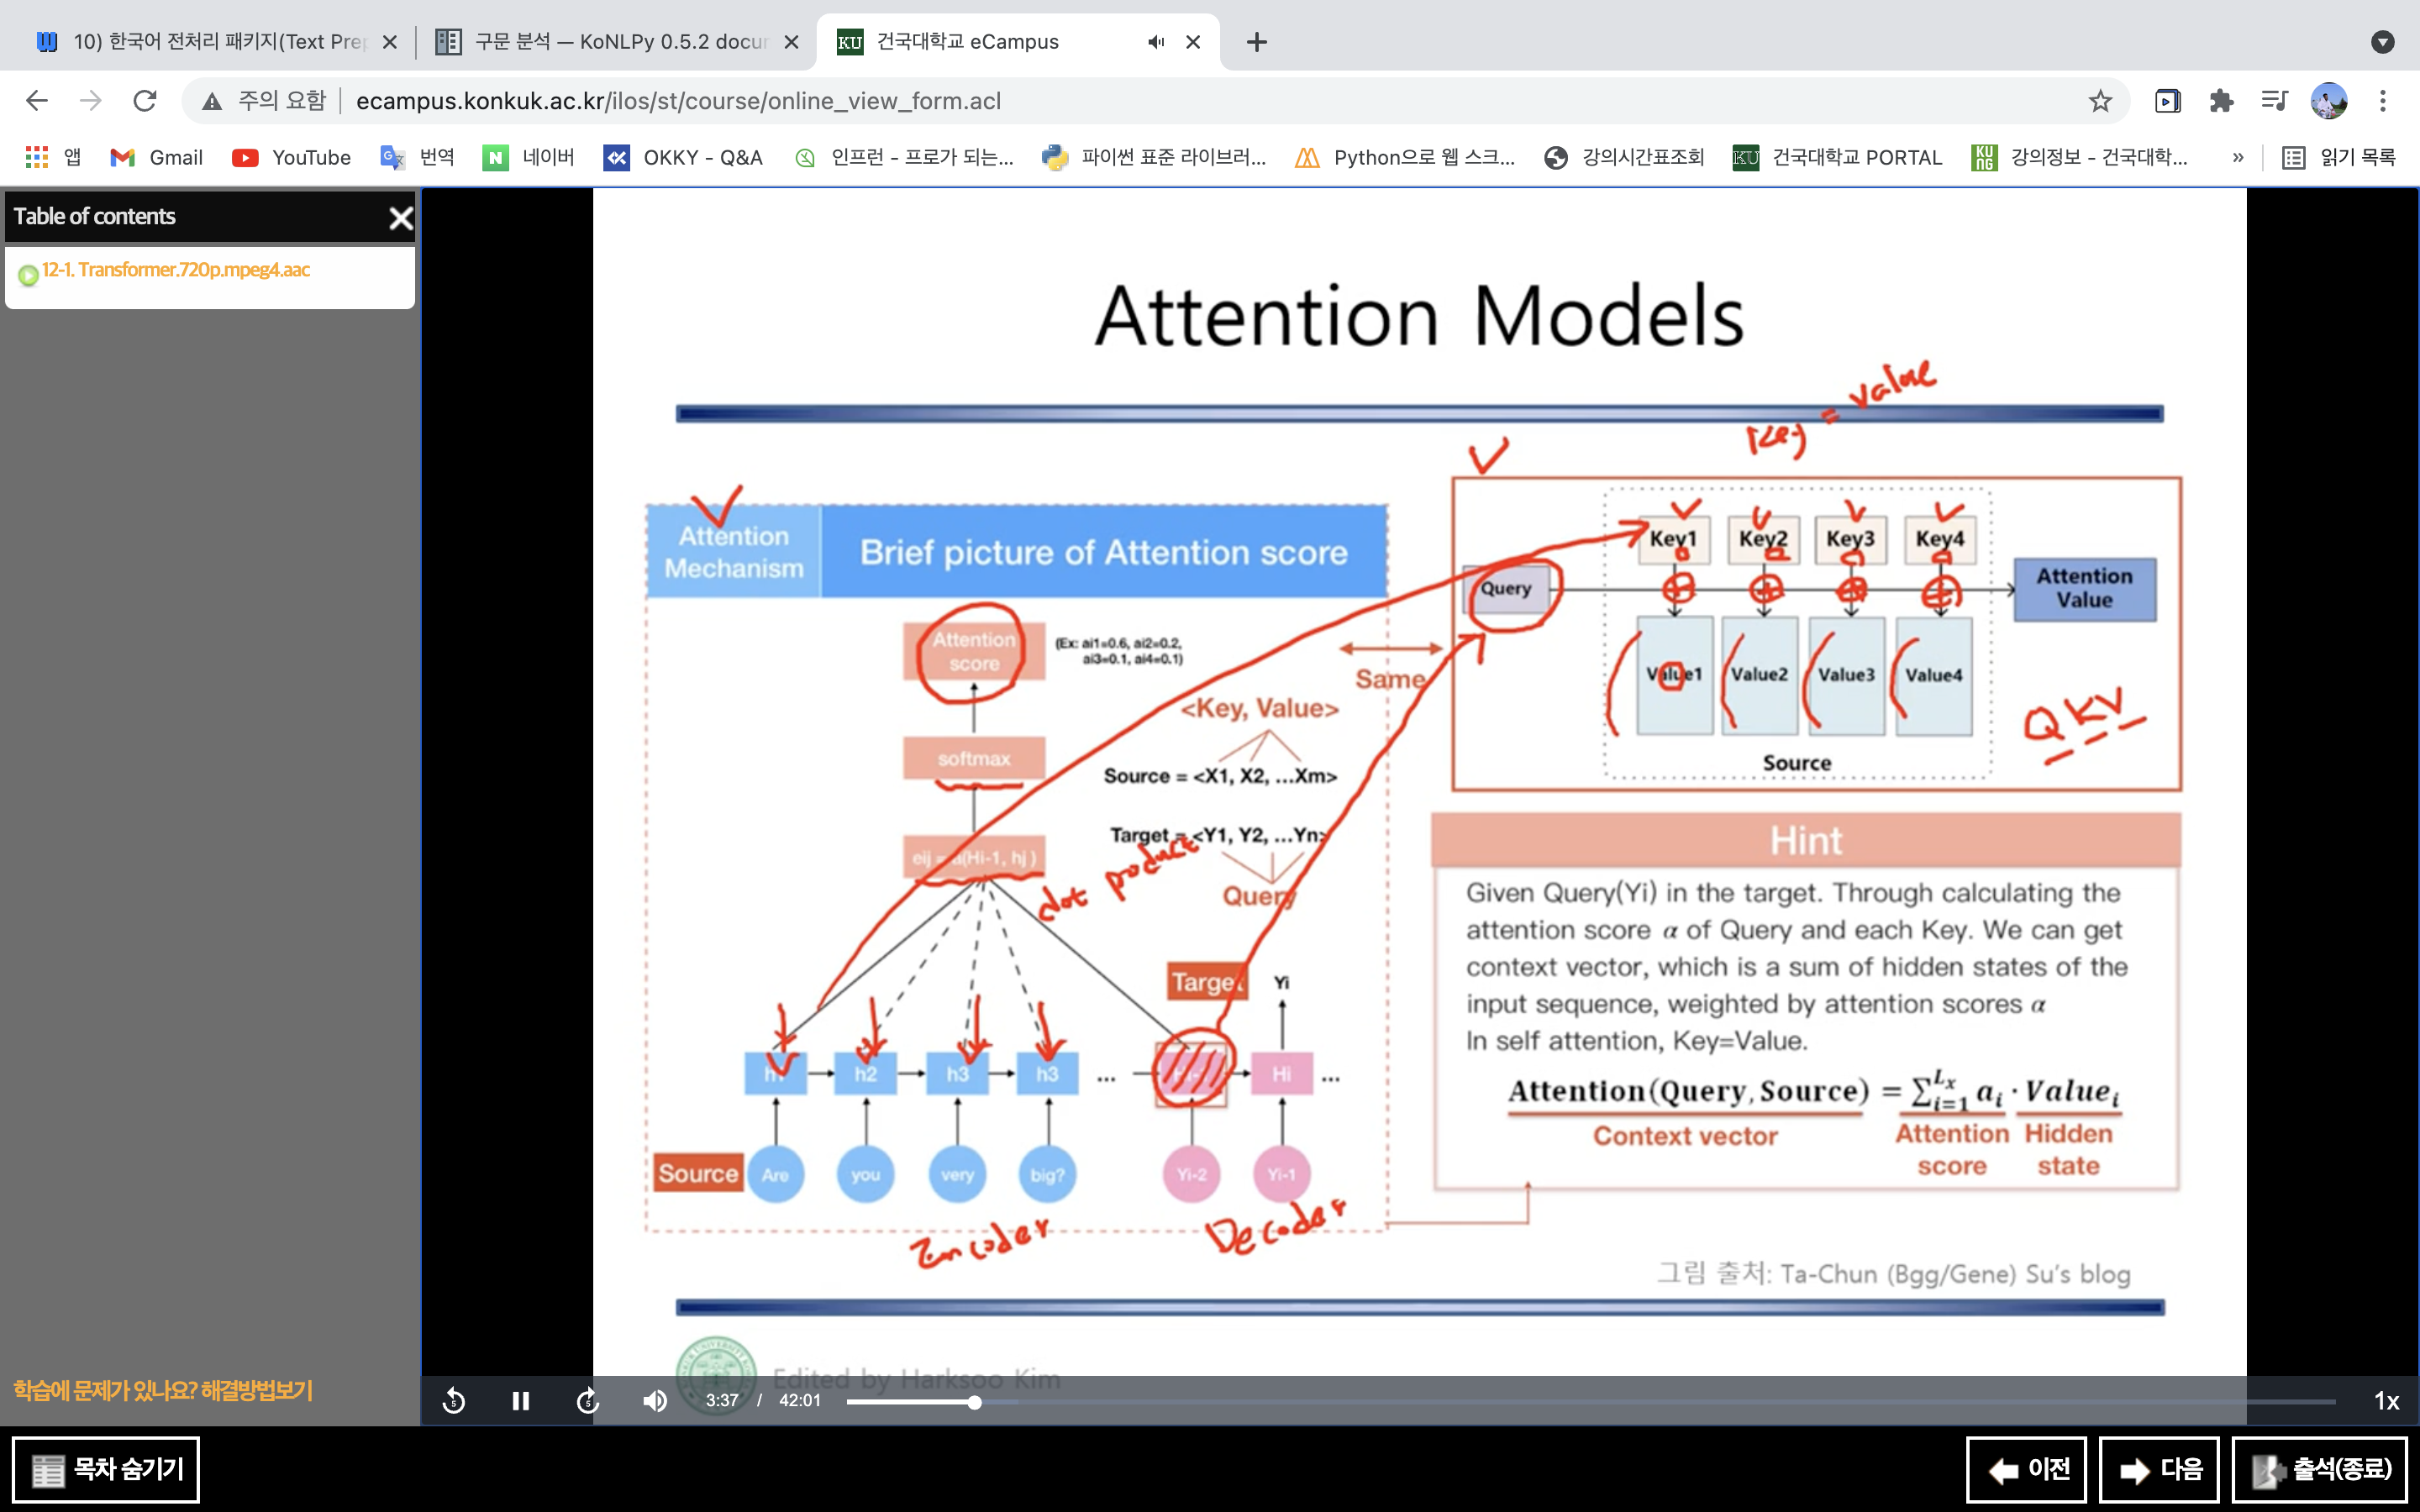 10) 한국어 전처리 패키지(Text Prep
구문 분석 — KoNLPy 0.5.2 docum
KU 건국대학교 eCampus
주의 요함 ecampus.konkuk.ac.kr/ilos/st/course/online_view_form.acl
앱 Gmail YouTube 번역 네이버 OKKY - Q&A 인프런 - 프로가 되는... 파이썬 표준 라이브러... Python으로 웹 스크... 강의시간표조회 KU 건국대학교 PORTAL KUNG 강의정보 - 건국대학... » 읽기 목록
Table of contents
12-1. Transformer.720p.mpeg4.aac
학습에 문제가 있나요? 해결방법보기
Attention Models
Key = value
Attention
Mechanism
Brief picture of Attention score
Attention
score
(Ex: ai1=0.6, ai2=0.2,
ai3=0.1, ai4=0.1)
softmax
eij = a(Hi-1, hj )
dot product
Same
<Key, Value>
Source = <X1, X2, ...Xm>
Target = <Y1, Y2, ...Yn>
Query
Target
Yi
h1 h2 h3 h3 ... Hi ...
Source Are you very big? Yi-2 Yi-1
Encoder Decoder
Key1 Key2 Key3 Key4
Query
Attention
Value
Value1 Value2 Value3 Value4
Source
QKV
Hint
Given Query(Yi) in the target. Through calculating the
attention score α of Query and each Key. We can get
context vector, which is a sum of hidden states of the
input sequence, weighted by attention scores α
In self attention, Key=Value.
Attention(Query, Source) = ∑_{i=1}^{Lx} a_i · Value_i
Context vector
Attention
score
Hidden
state
그림 출처: Ta-Chun (Bgg/Gene) Su's blog
Edited by Harksoo Kim
5 5 3:37 / 42:01 1x
목차 숨기기 이전 다음 출석(종료)